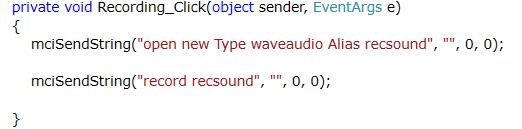 private void Recording_Click(object sender, EventArgs e)
{
mciSendString("open new Type waveaudio Alias recsound", "", 0, 0);
mciSendString("record recsound", "", 0, 0);
}